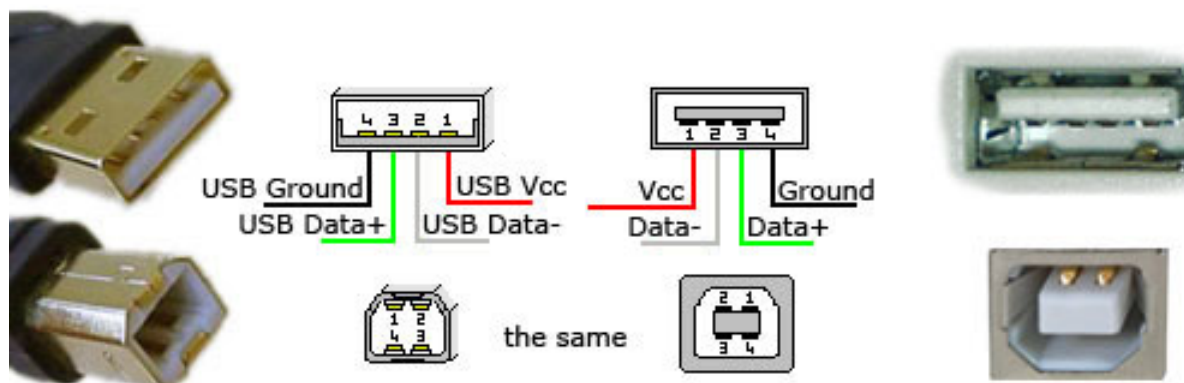 4 3 2 1
1 2 3 4
USB Ground
USB Vcc
Vcc
Ground
USB Data+
USB Data-
Data-
Data+
1 2
4 3
the same
2 1
3 4